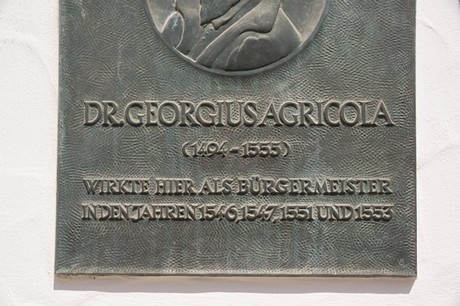 DR. GEORGIUS AGRICOLA
(1494-1555)
WIRKTE HIER ALS BÜRGERMEISTER
IN DEN JAHREN 1546, 1547, 1551 UND 1553